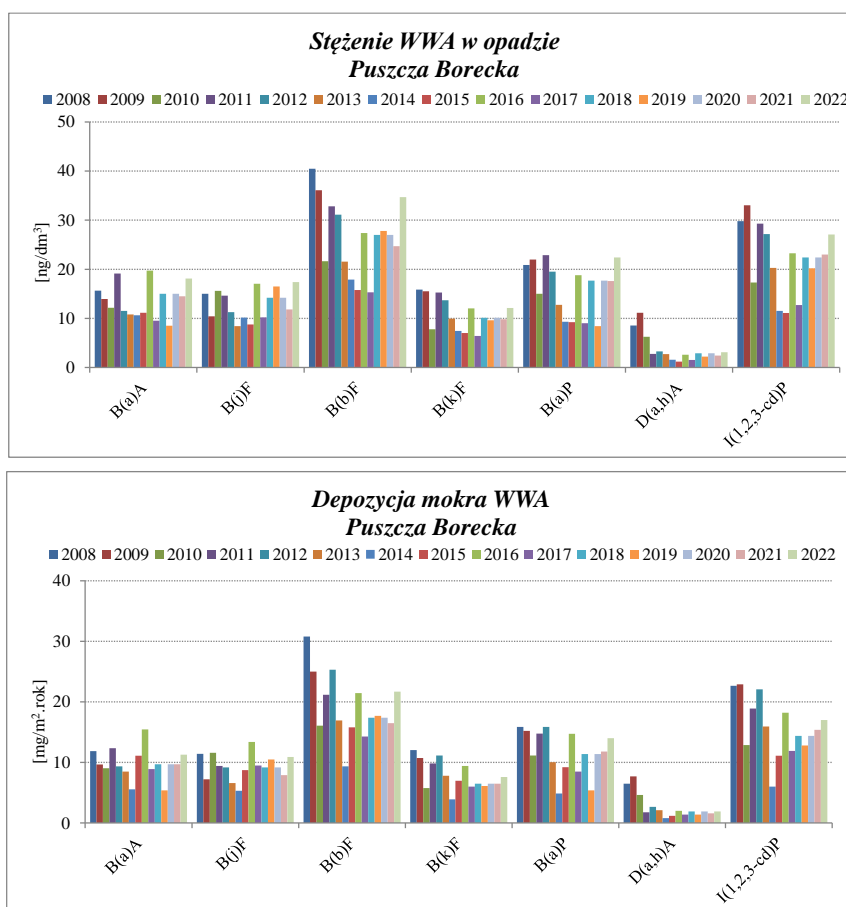 Stężenie WWA w opadzie
Puszcza Borecka
2008 2009 2010 2011 2012 2013 2014 2015 2016 2017 2018 2019 2020 2021 2022
[ng/dm³]
50
40
30
20
10
0
B(a)A B(j)F B(b)F B(k)F B(a)P D(a,h)A I(1,2,3-cd)P
Depozycja mokra WWA
Puszcza Borecka
2008 2009 2010 2011 2012 2013 2014 2015 2016 2017 2018 2019 2020 2021 2022
[mg/m² rok]
40
30
20
10
0
B(a)A B(j)F B(b)F B(k)F B(a)P D(a,h)A I(1,2,3-cd)P